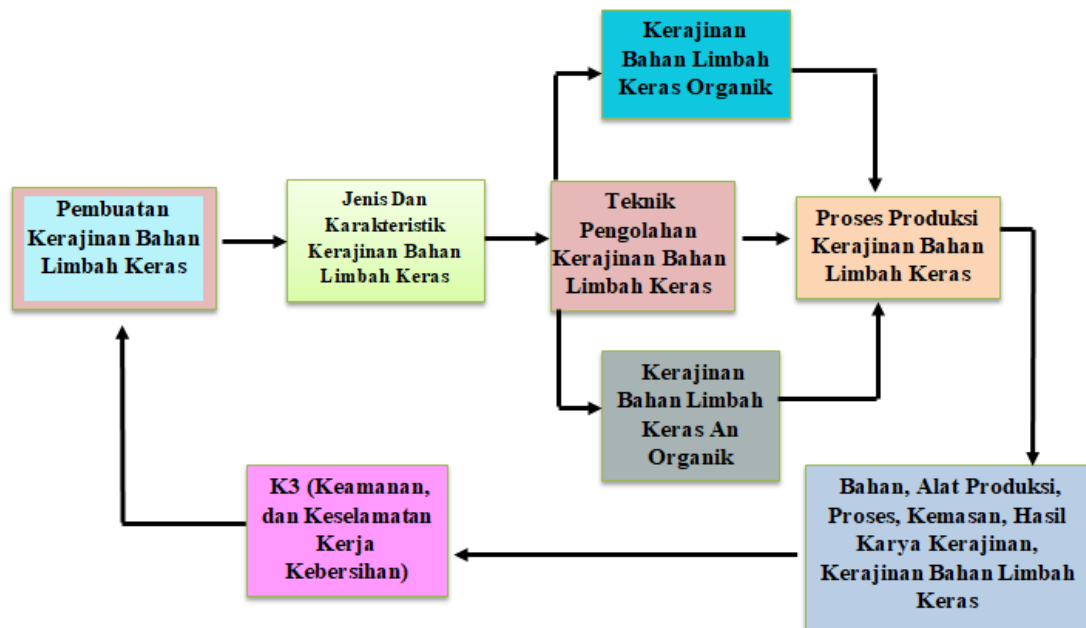 Kerajinan
Bahan Limbah
Keras Organik
Pembuatan
Kerajinan Bahan
Limbah Keras
Jenis Dan
Karakteristik
Kerajinan Bahan
Limbah Keras
Teknik
Pengolahan
Kerajinan Bahan
Limbah Keras
Proses Produksi
Kerajinan Bahan
Limbah Keras
Kerajinan
Bahan Limbah
Keras An
Organik
K3 (Keamanan,
dan Keselamatan
Kerja
Kebersihan)
Bahan, Alat Produksi,
Proses, Kemasan, Hasil
Karya Kerajinan,
Kerajinan Bahan Limbah
Keras